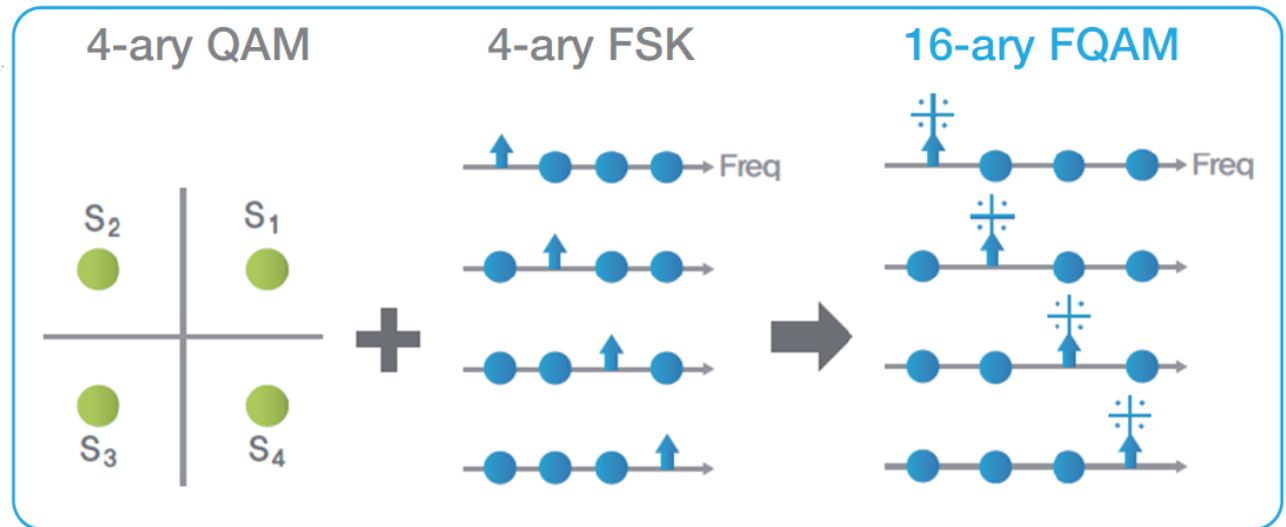 4-ary QAM
4-ary FSK
16-ary FQAM
S₂
S₁
S₃
S₄
Freq
Freq